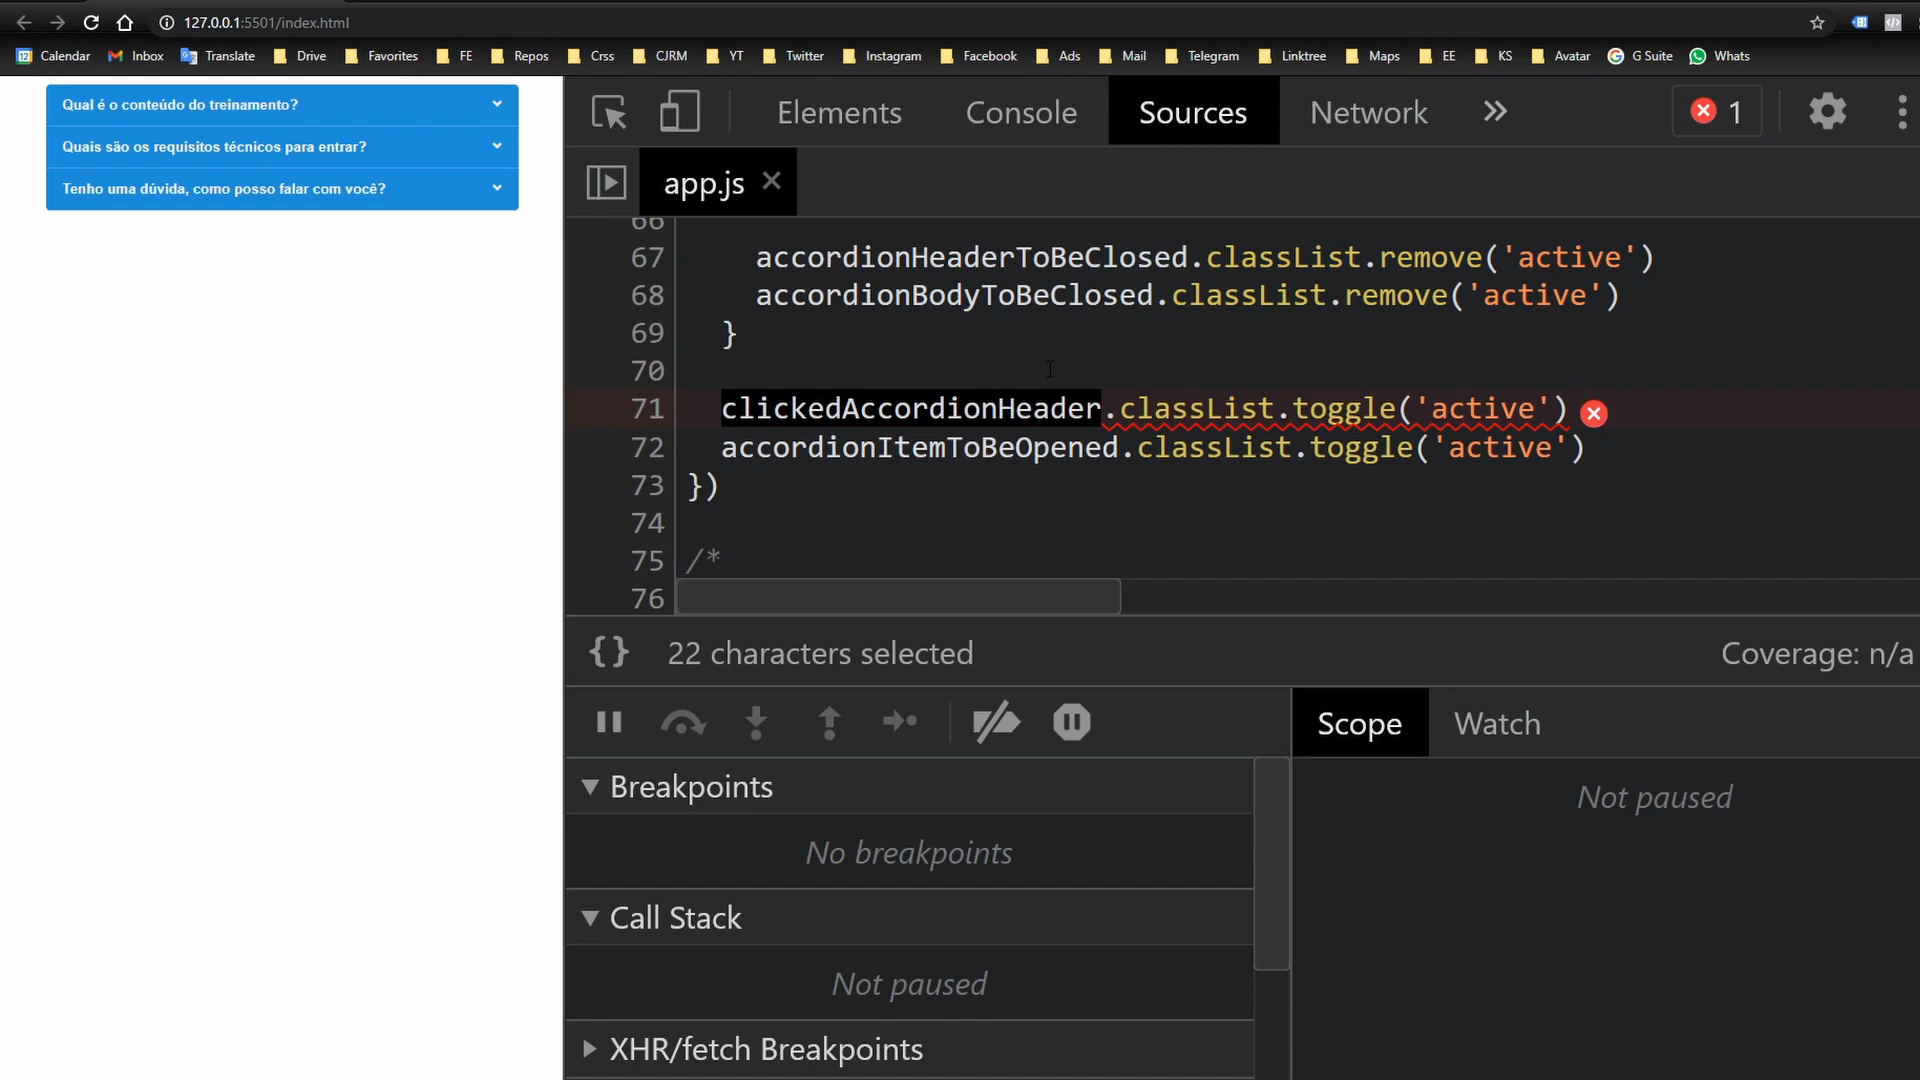 127.0.0.1:5501/index.html
Calendar Inbox Translate Drive Favorites FE Repos Crss CJRM YT Twitter Instagram Facebook Ads Mail Telegram Linktree Maps EE KS Avatar G Suite Whats
Qual é o conteúdo do treinamento?
Quais são os requisitos técnicos para entrar?
Tenho uma dúvida, como posso falar com você?
Elements Console Sources Network 1
app.js
66
67 accordionHeaderToBeClosed.classList.remove('active')
68 accordionBodyToBeClosed.classList.remove('active')
69 }
70
71 clickedAccordionHeader.classList.toggle('active')
72 accordionItemToBeOpened.classList.toggle('active')
73 })
74
75 /*
76
{} 22 characters selected Coverage: n/a
Scope Watch
Breakpoints
No breakpoints
Call Stack
Not paused
XHR/fetch Breakpoints
Not paused